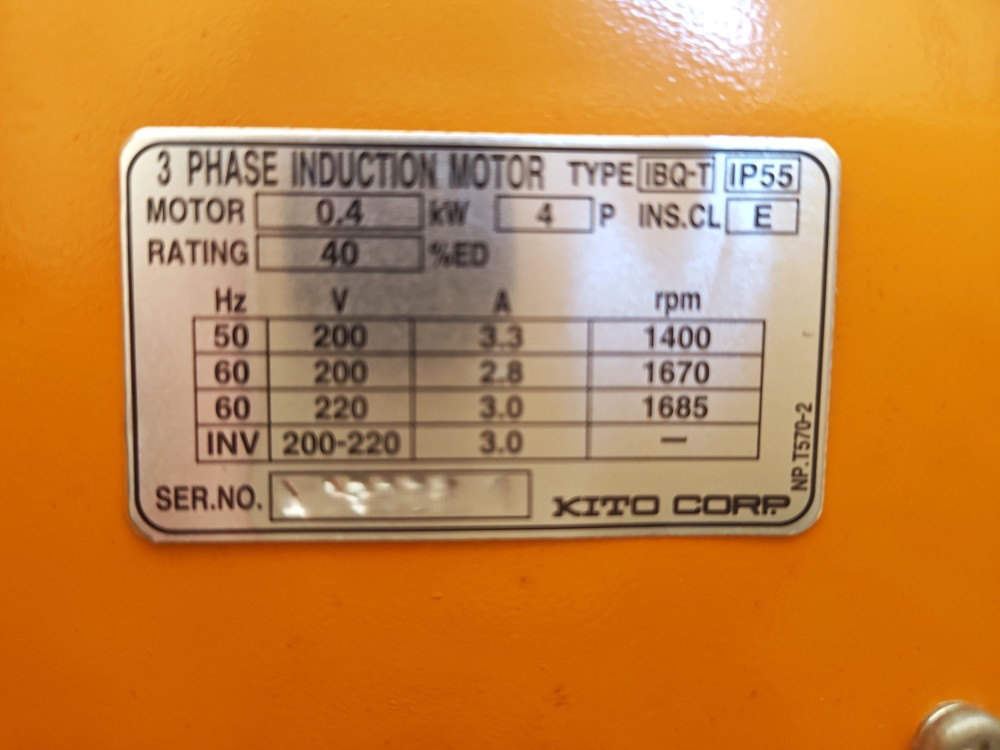 3 PHASE INDUCTION MOTOR TYPE IBQ-T IP55
MOTOR 0.4 kW 4 P INS.CL E
RATING 40 %ED
Hz V A rpm
50 200 3.3 1400
60 200 2.8 1670
60 220 3.0 1685
INV 200-220 3.0 —
SER.NO.
KITO CORP.
NP.T570-2